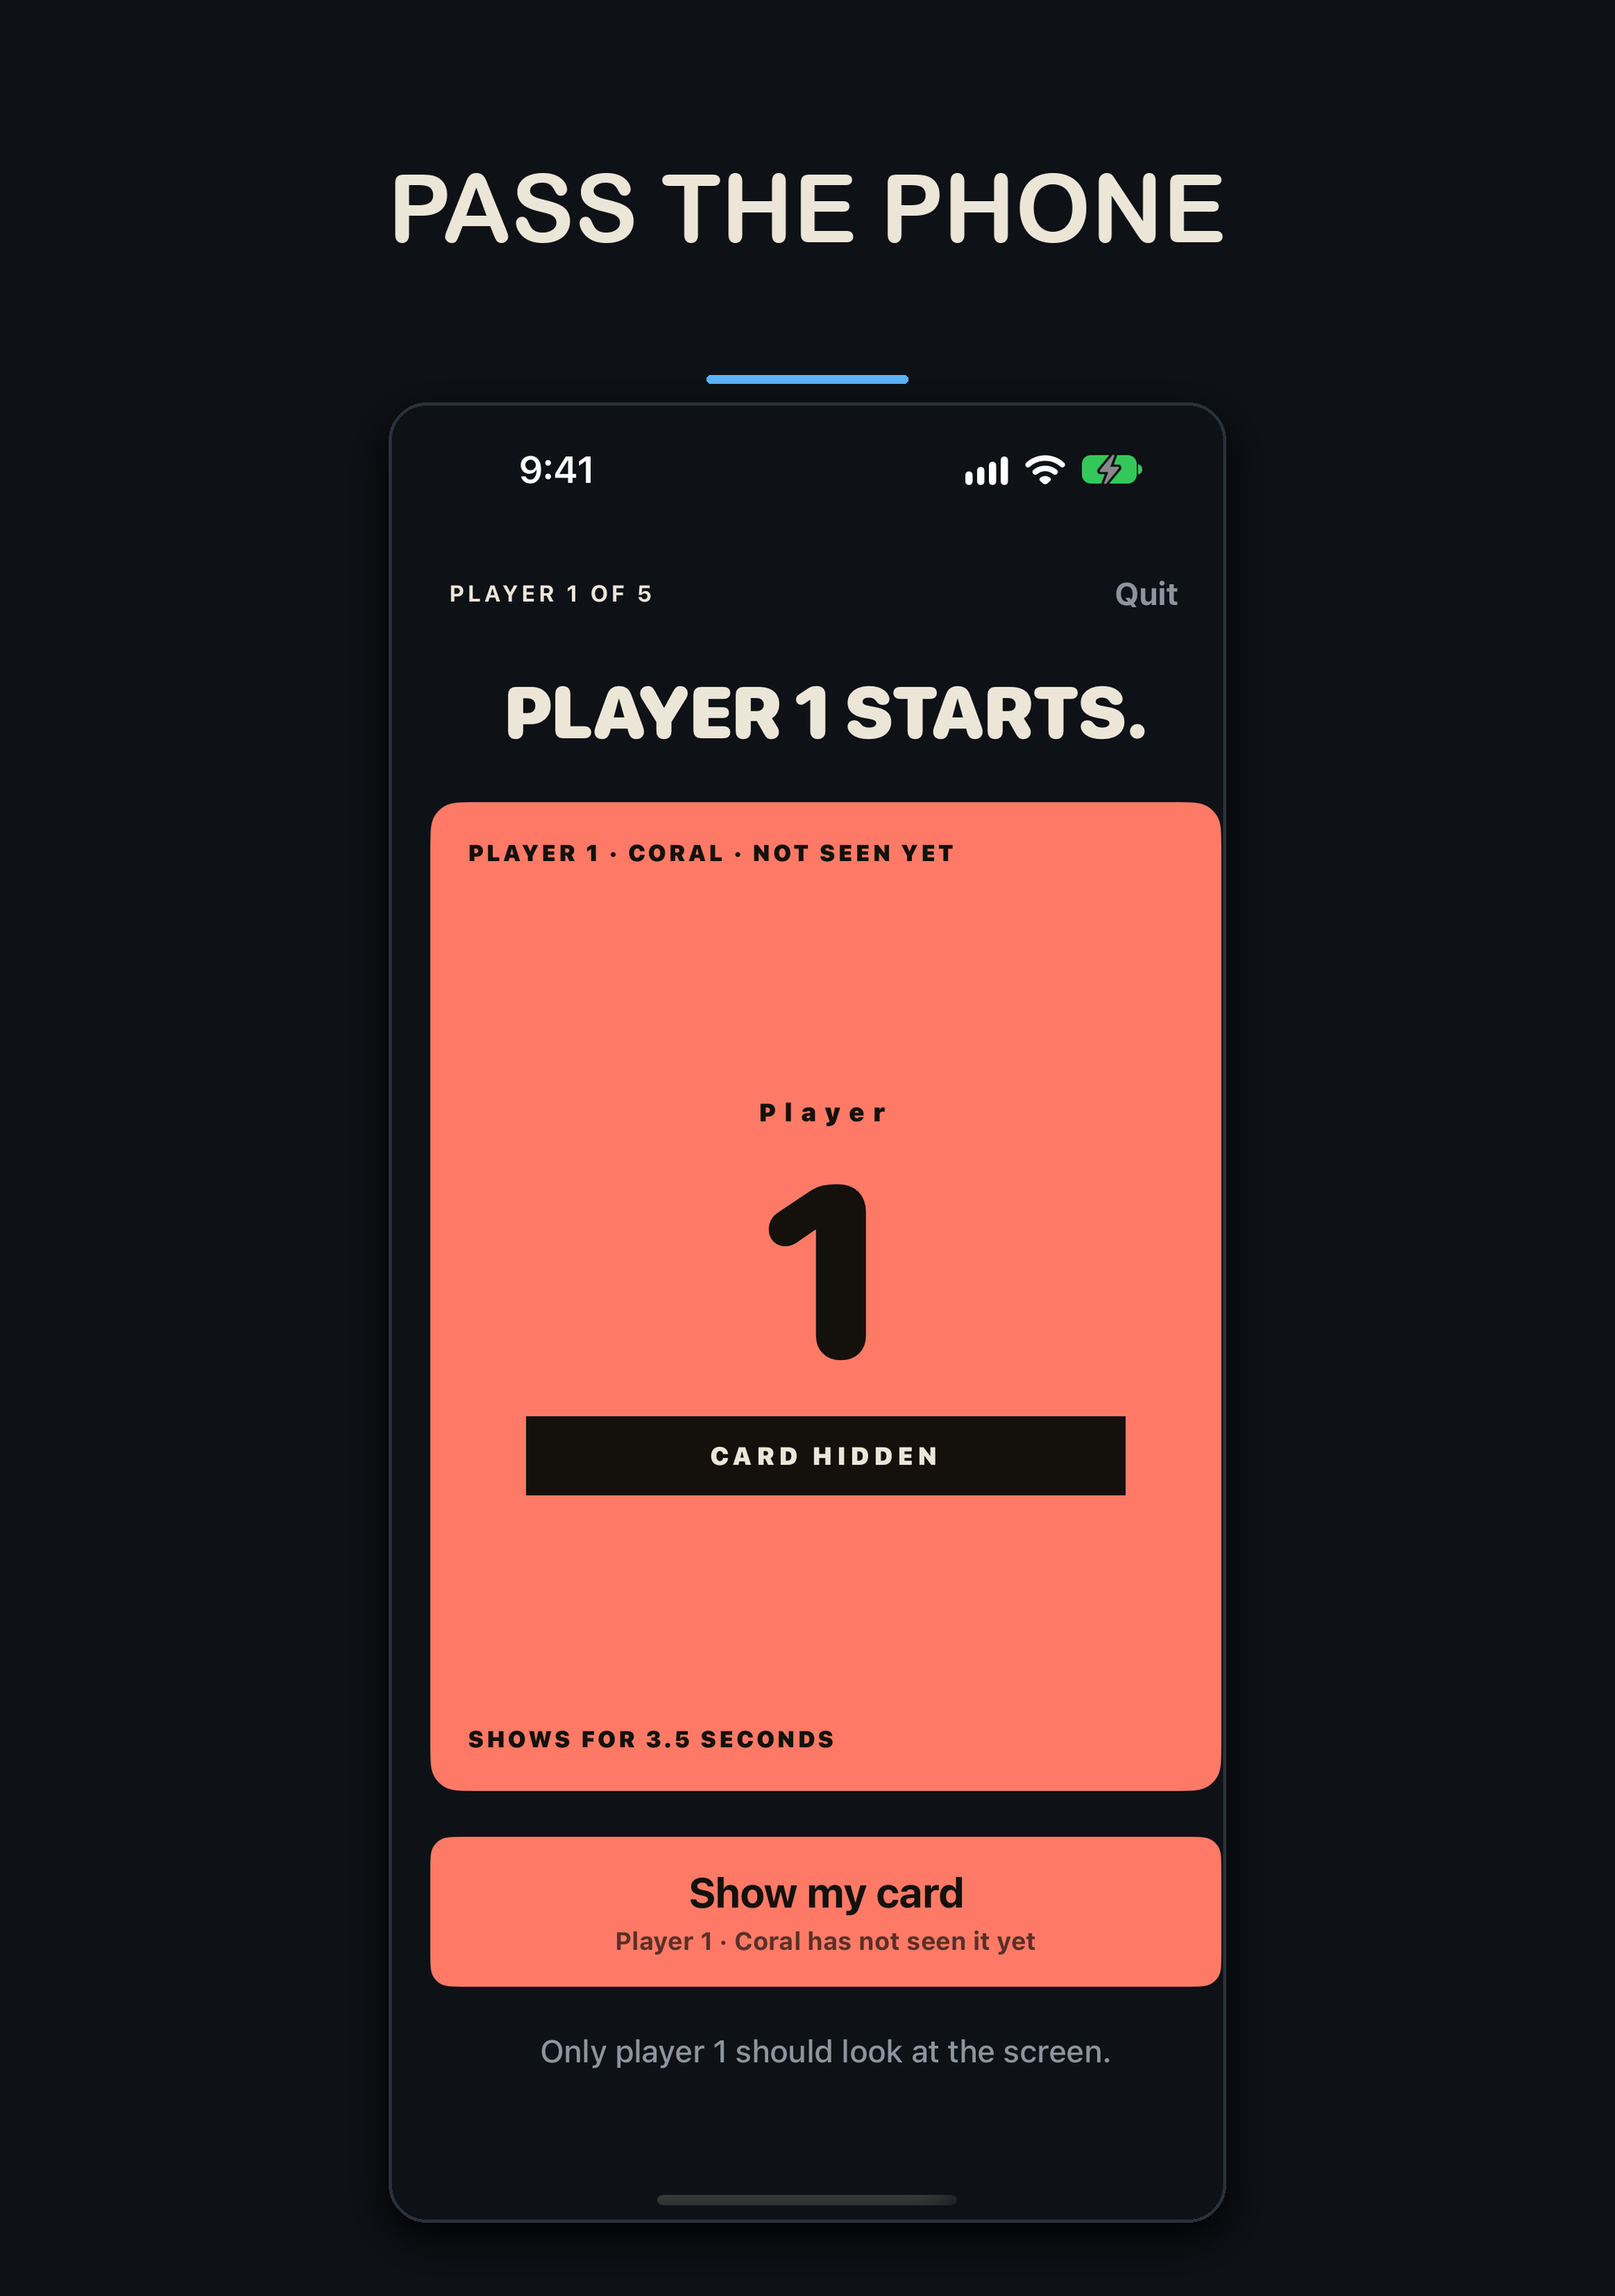 PASS THE PHONE
9:41
PLAYER 1 OF 5
Quit
PLAYER 1 STARTS.
PLAYER 1 · CORAL · NOT SEEN YET
Player
1
CARD HIDDEN
SHOWS FOR 3.5 SECONDS
Show my card
Player 1 · Coral has not seen it yet
Only player 1 should look at the screen.